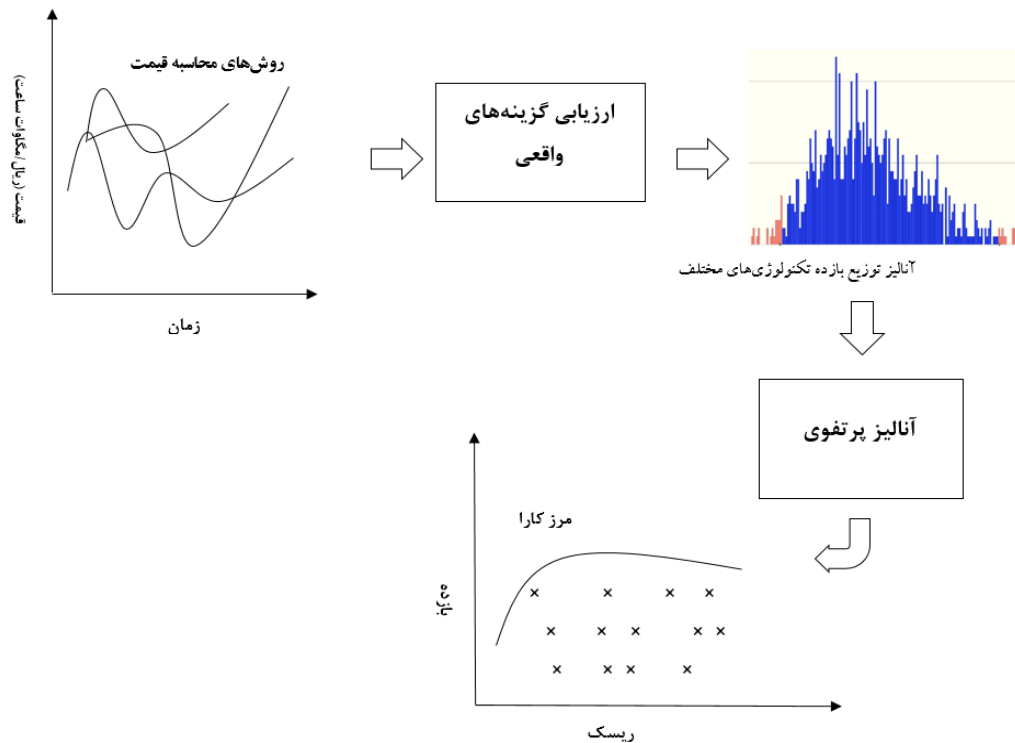 روش‌های محاسبه قیمت
قیمت (ریال/مگاوات ساعت)
زمان
ارزیابی گزینه‌های
واقعی
آنالیز توزیع بازده تکنولوژی‌های مختلف
آنالیز پرتفوی
مرز کارا
بازده
ریسک